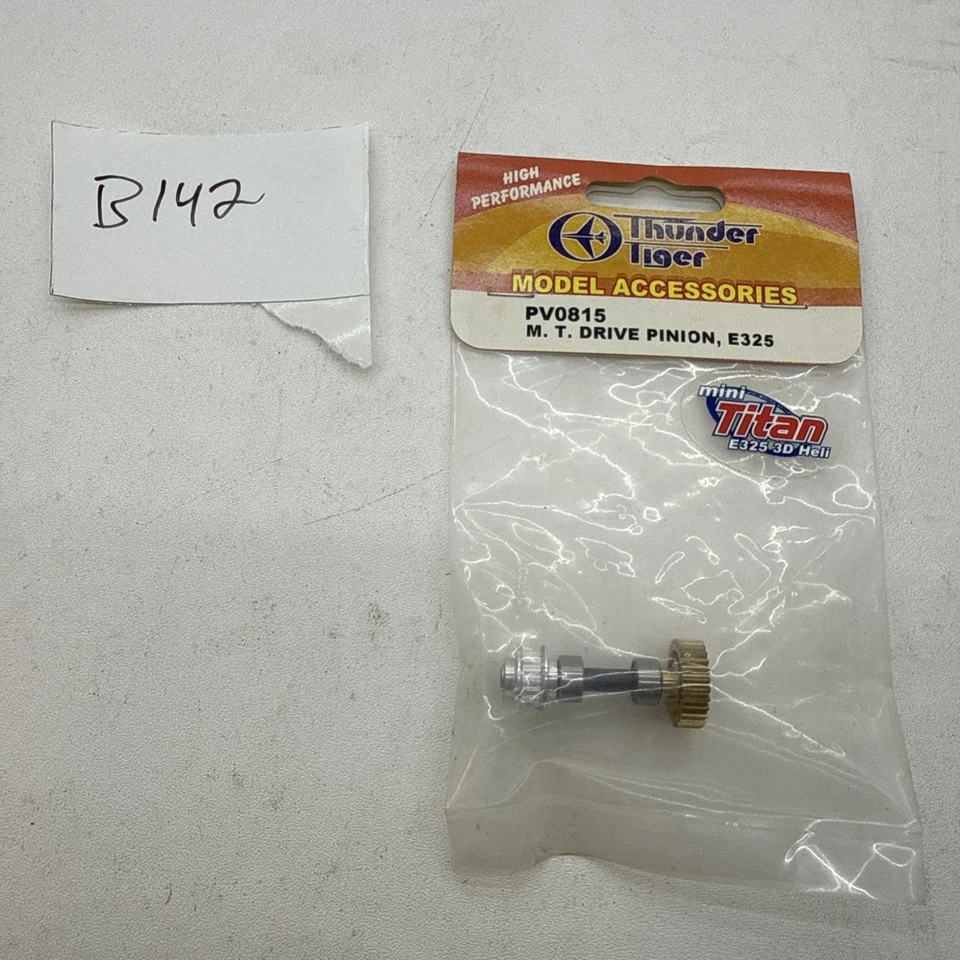 B142
HIGH
PERFORMANCE
Thunder
Tiger
MODEL ACCESSORIES
PV0815
M. T. DRIVE PINION, E325
mini
Titan
E325 3D Heli